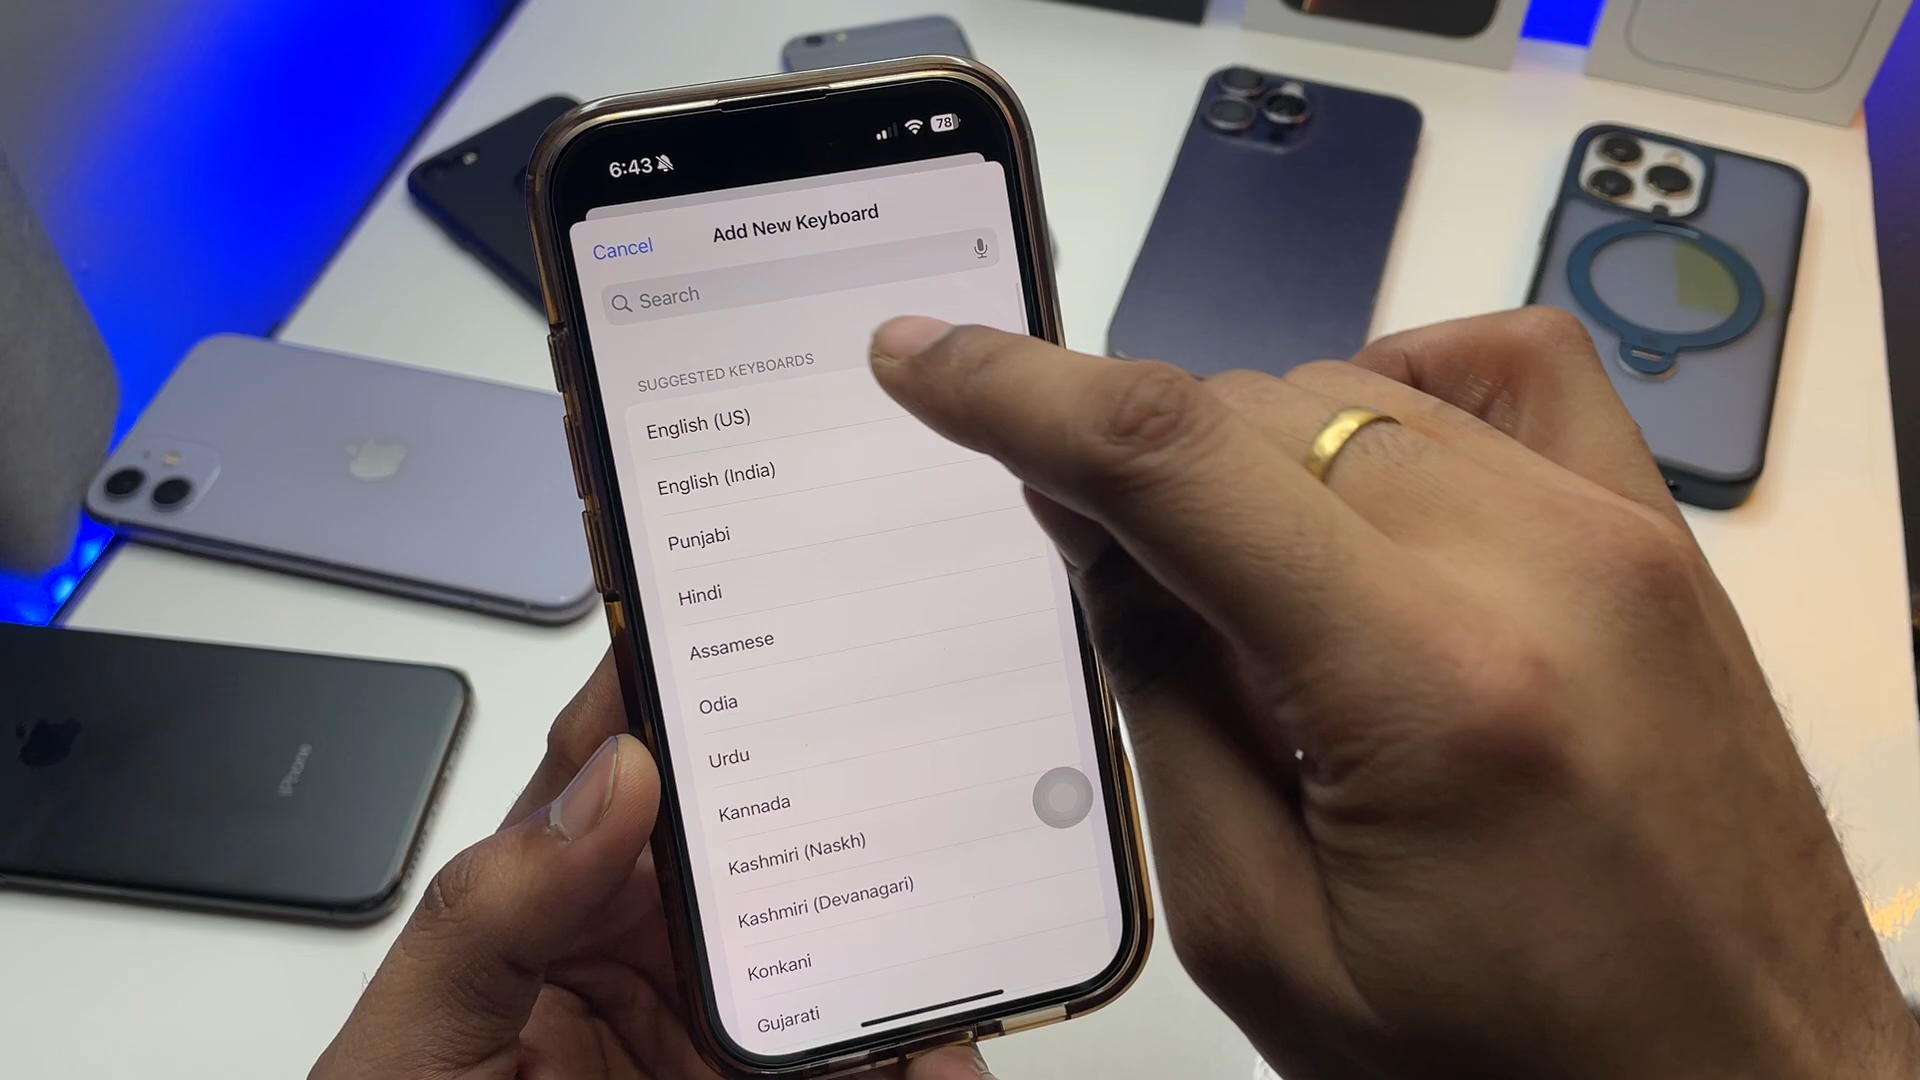 6:43
78
Cancel
Add New Keyboard
Search
SUGGESTED KEYBOARDS
English (US)
English (India)
Punjabi
Hindi
Assamese
Odia
Urdu
Kannada
Kashmiri (Naskh)
Kashmiri (Devanagari)
Konkani
Gujarati
iPhone